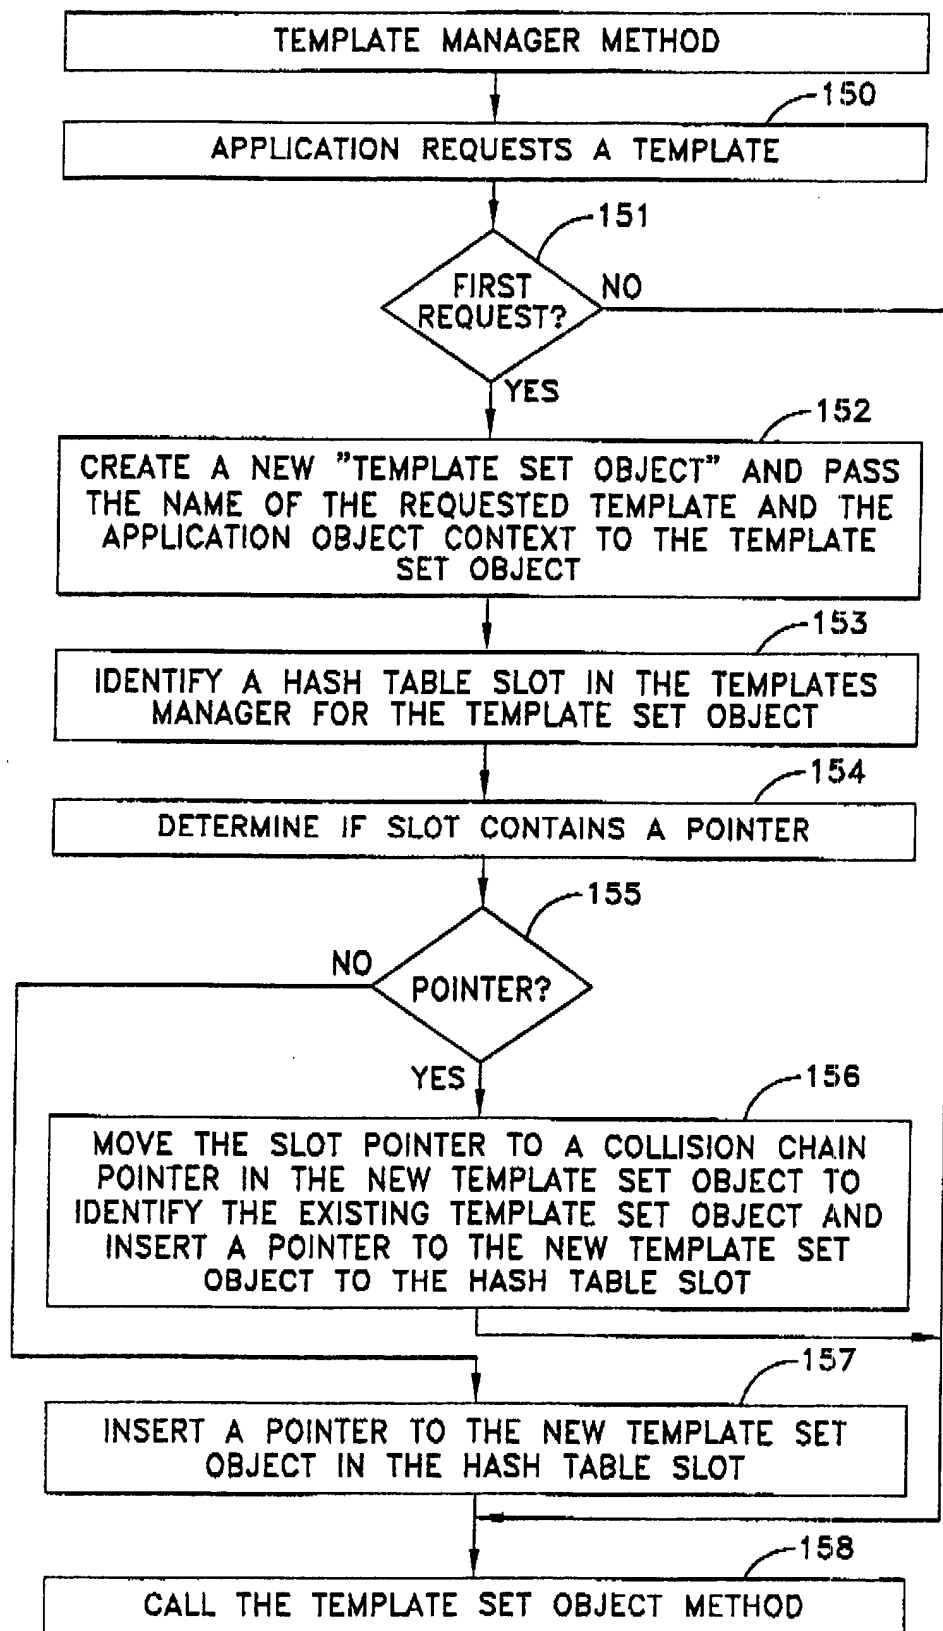 TEMPLATE MANAGER METHOD
150
APPLICATION REQUESTS A TEMPLATE
151
FIRST
REQUEST?
NO
YES
152
CREATE A NEW "TEMPLATE SET OBJECT" AND PASS
THE NAME OF THE REQUESTED TEMPLATE AND THE
APPLICATION OBJECT CONTEXT TO THE TEMPLATE
SET OBJECT
153
IDENTIFY A HASH TABLE SLOT IN THE TEMPLATES
MANAGER FOR THE TEMPLATE SET OBJECT
154
DETERMINE IF SLOT CONTAINS A POINTER
155
NO
POINTER?
YES
156
MOVE THE SLOT POINTER TO A COLLISION CHAIN
POINTER IN THE NEW TEMPLATE SET OBJECT TO
IDENTIFY THE EXISTING TEMPLATE SET OBJECT AND
INSERT A POINTER TO THE NEW TEMPLATE SET
OBJECT TO THE HASH TABLE SLOT
157
INSERT A POINTER TO THE NEW TEMPLATE SET
OBJECT IN THE HASH TABLE SLOT
158
CALL THE TEMPLATE SET OBJECT METHOD